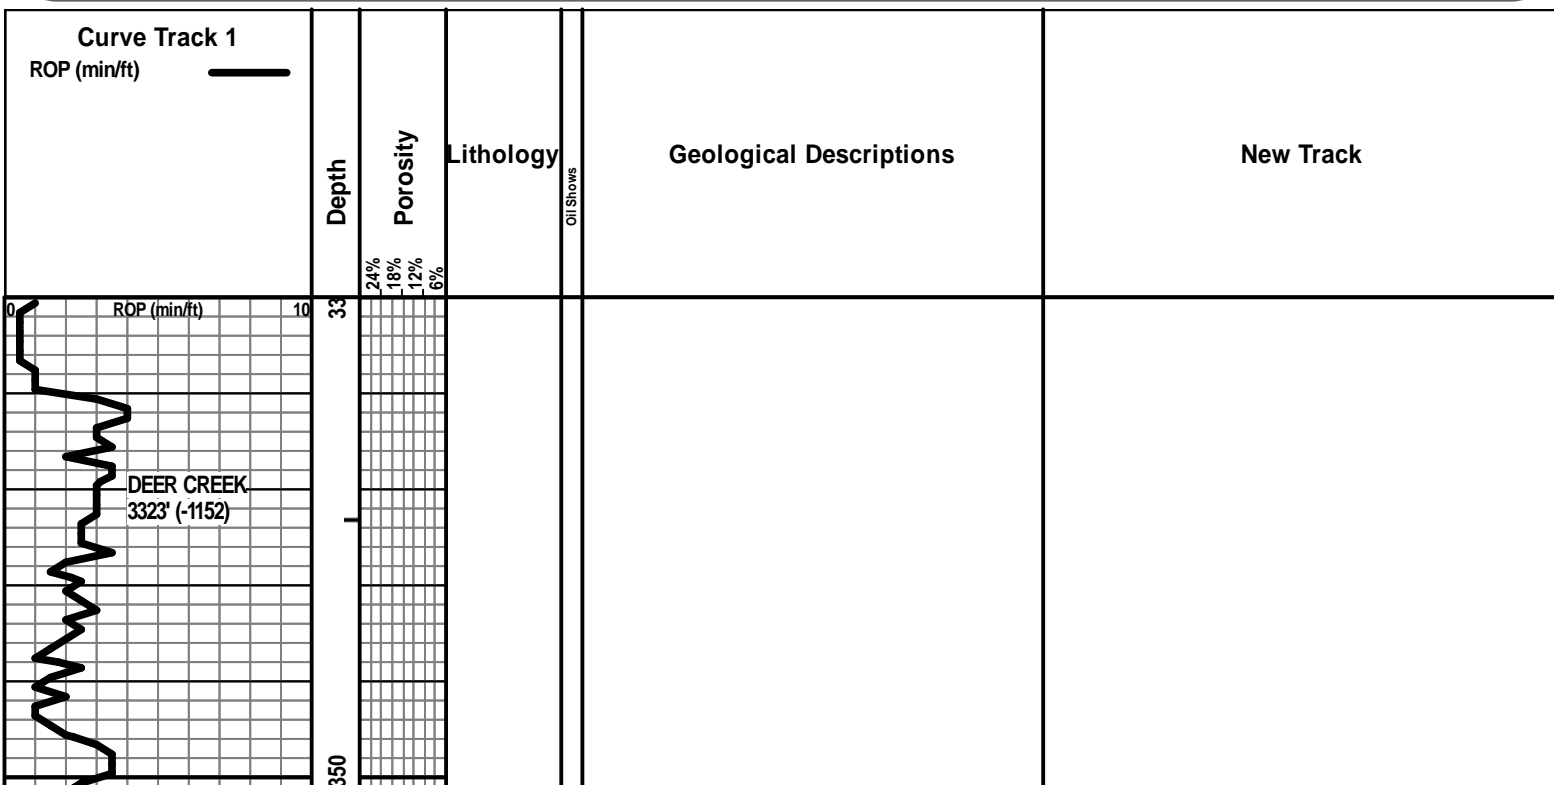 Curve Track 1
ROP (min/ft)
Depth
Porosity
24%
18%
12%
6%
Lithology
Oil Shows
Geological Descriptions
New Track
0 ROP (min/ft) 10
33
DEER CREEK
3323' (-1152)
350